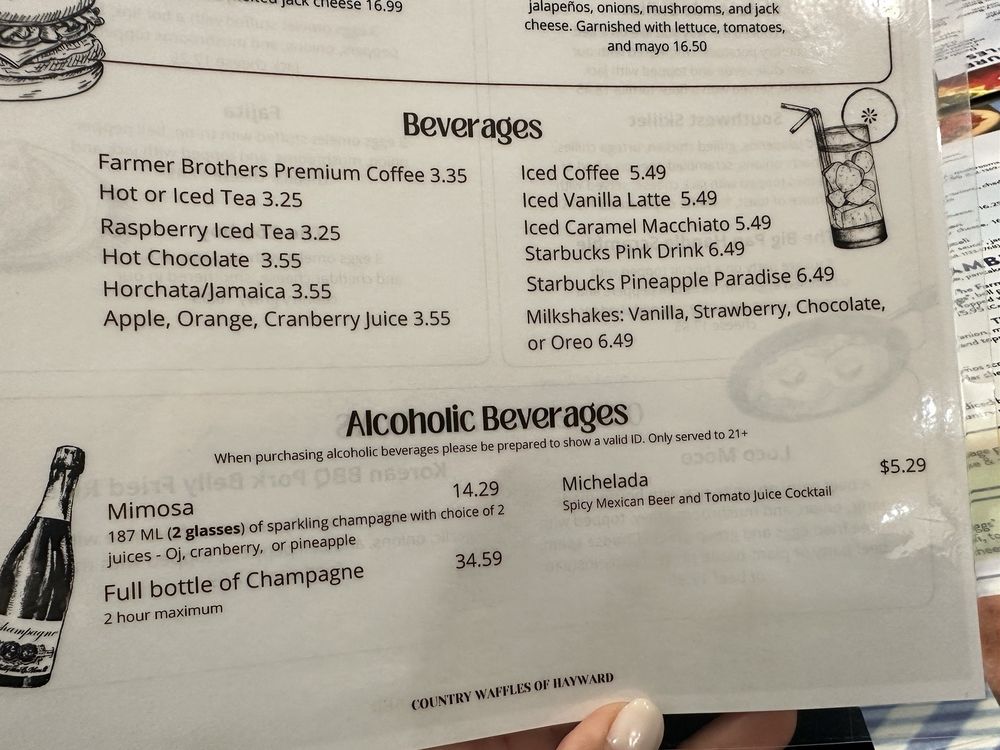 jack cheese 16.99
jalapeños, onions, mushrooms, and jack
cheese. Garnished with lettuce, tomatoes,
and mayo 16.50
Beverages
Farmer Brothers Premium Coffee 3.35
Hot or Iced Tea 3.25
Raspberry Iced Tea 3.25
Hot Chocolate 3.55
Horchata/Jamaica 3.55
Apple, Orange, Cranberry Juice 3.55
Iced Coffee 5.49
Iced Vanilla Latte 5.49
Iced Caramel Macchiato 5.49
Starbucks Pink Drink 6.49
Starbucks Pineapple Paradise 6.49
Milkshakes: Vanilla, Strawberry, Chocolate,
or Oreo 6.49
Alcoholic Beverages
When purchasing alcoholic beverages please be prepared to show a valid ID. Only served to 21+
Mimosa 14.29
187 ML (2 glasses) of sparkling champagne with choice of 2
juices - Oj, cranberry, or pineapple
Full bottle of Champagne 34.59
2 hour maximum
Michelada $5.29
Spicy Mexican Beer and Tomato Juice Cocktail
champagne
COUNTRY WAFFLES OF HAYWARD